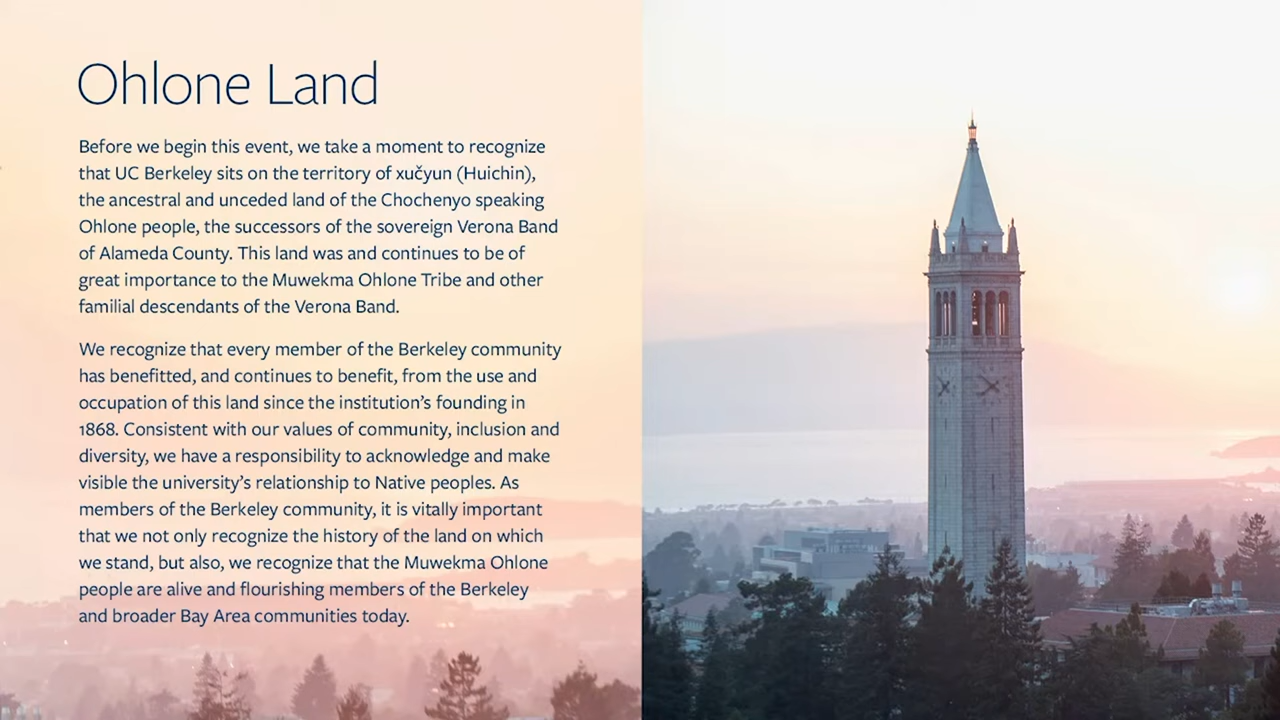 Ohlone Land
Before we begin this event, we take a moment to recognize
that UC Berkeley sits on the territory of xučyun (Huichin),
the ancestral and unceded land of the Chochenyo speaking
Ohlone people, the successors of the sovereign Verona Band
of Alameda County. This land was and continues to be of
great importance to the Muwekma Ohlone Tribe and other
familial descendants of the Verona Band.
We recognize that every member of the Berkeley community
has benefitted, and continues to benefit, from the use and
occupation of this land since the institution’s founding in
1868. Consistent with our values of community, inclusion and
diversity, we have a responsibility to acknowledge and make
visible the university’s relationship to Native peoples. As
members of the Berkeley community, it is vitally important
that we not only recognize the history of the land on which
we stand, but also, we recognize that the Muwekma Ohlone
people are alive and flourishing members of the Berkeley
and broader Bay Area communities today.